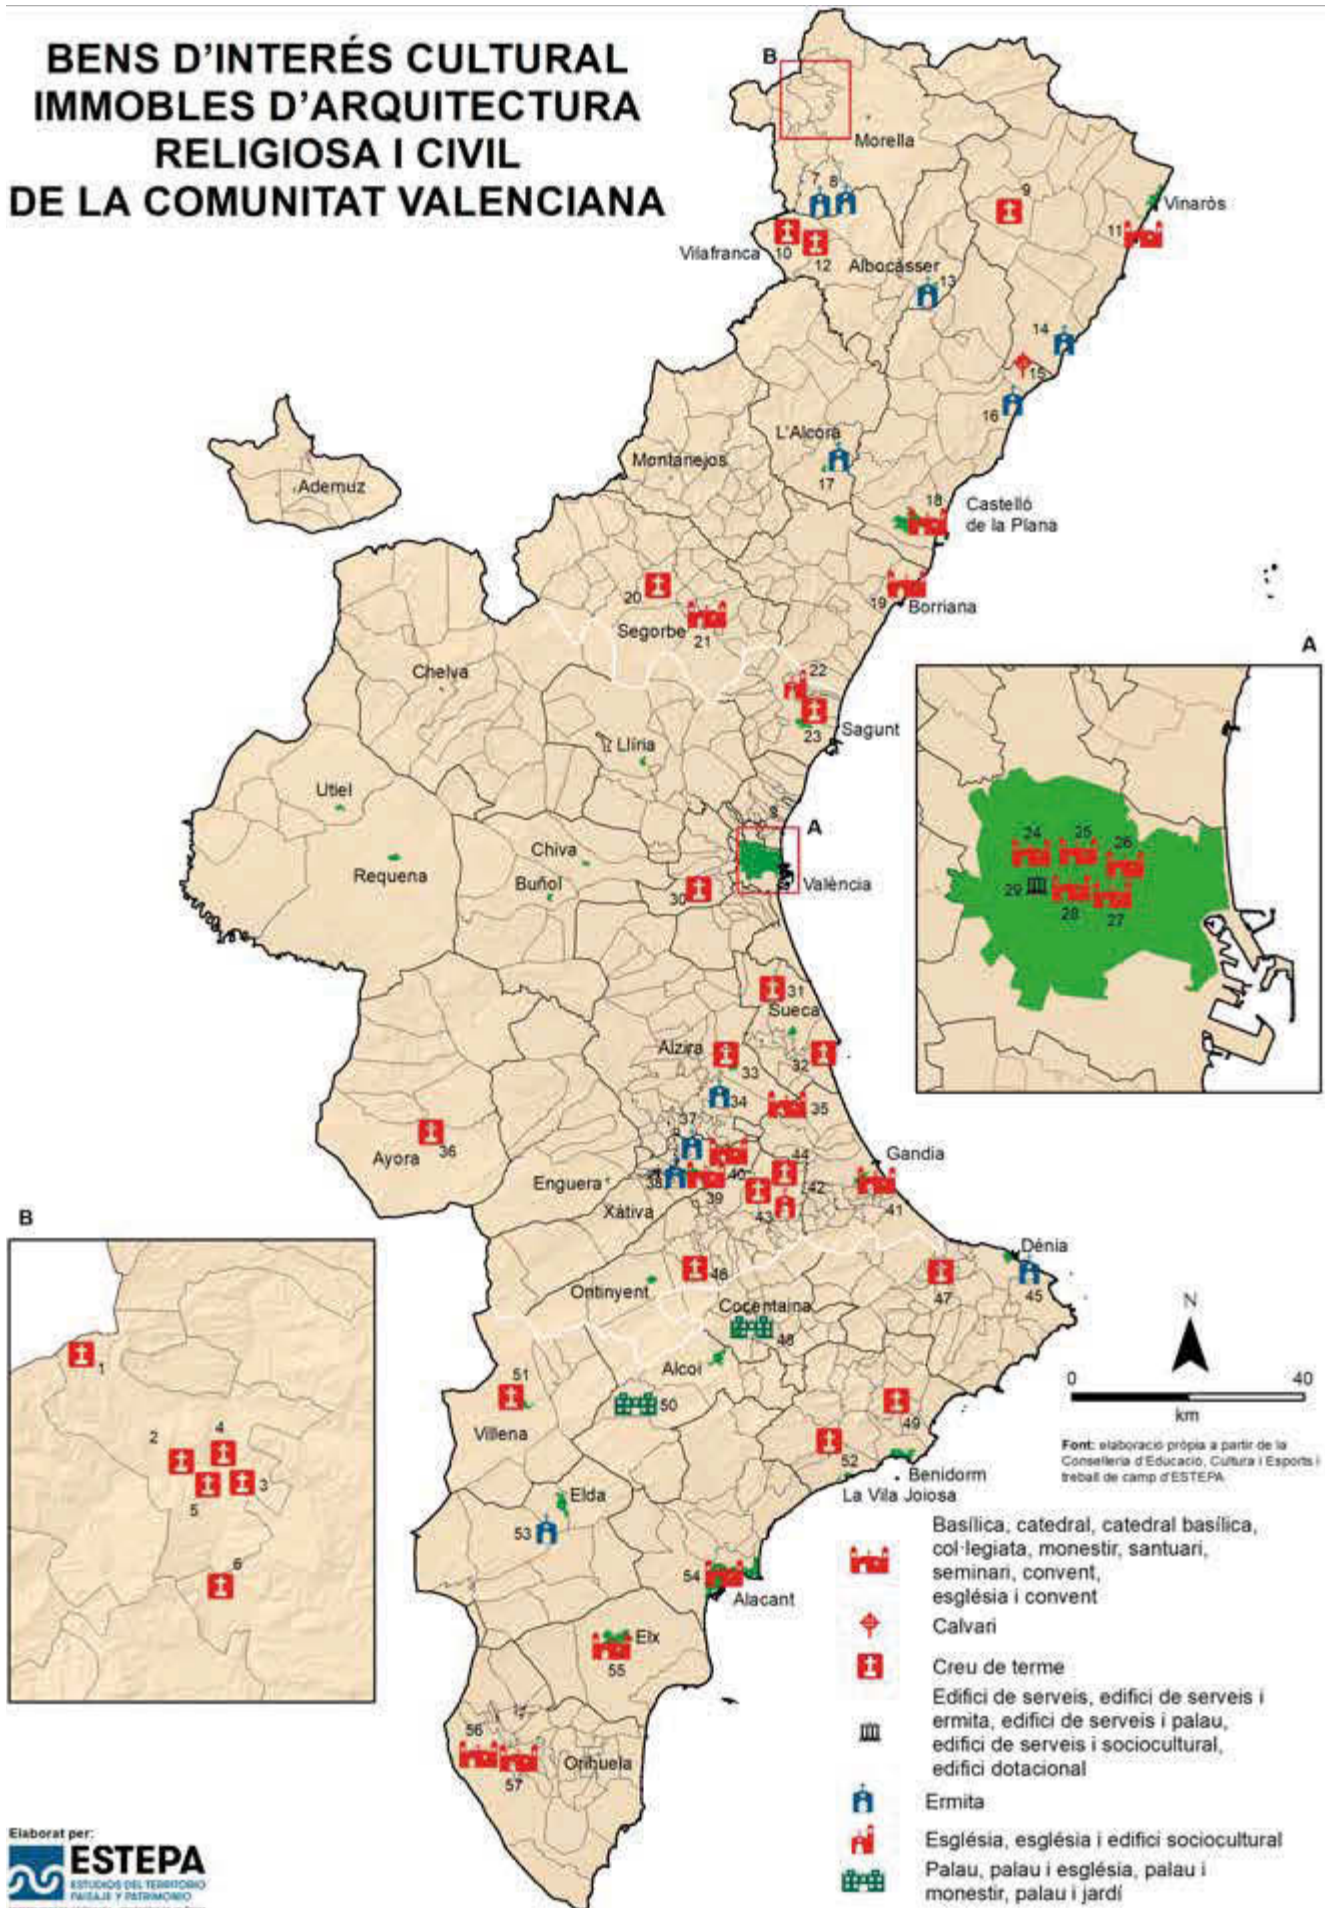 BENS D'INTERÉS CULTURAL
IMMOBLES D'ARQUITECTURA
RELIGIOSA I CIVIL
DE LA COMUNITAT VALENCIANA
B
Morella
7
8
9
Vinaròs
11
Vilafranca
10
12
Albocàsser
13
14
15
16
L'Alcora
17
Montanejos
Ademuz
18
Castelló
de la Plana
20
19
Borriana
Segorbe
21
Chelva
22
23
Sagunt
Llíria
Utiel
Requena
Chiva
Buñol
A
València
30
A
24
25
26
29
28
27
31
Sueca
Alzira
33
32
34
35
37
36
Ayora
Enguera
Xàtiva
38
39
40
44
42
43
Gandia
41
B
1
2
4
5
3
6
Dénia
45
Ontinyent
46
47
Cocentaina
48
Alcoi
51
50
Villena
49
52
Benidorm
La Vila Joiosa
Elda
53
54
Alacant
Elx
55
56
57
Orihuela
N
0
40
km
Font: elaboració pròpia a partir de la
Conselleria d'Educació, Cultura i Esports i
treball de camp d'ESTEPA
Basílica, catedral, catedral basílica,
col·legiata, monestir, santuari,
seminari, convent,
església i convent
Calvari
Creu de terme
Edifici de serveis, edifici de serveis i
ermita, edifici de serveis i palau,
edifici de serveis i sociocultural,
edifici dotacional
Ermita
Església, església i edifici sociocultural
Palau, palau i església, palau i
monestir, palau i jardí
Elaborat per:
ESTEPA
ESTUDIOS DEL TERRITORIO
PAISAJE Y PATRIMONIO